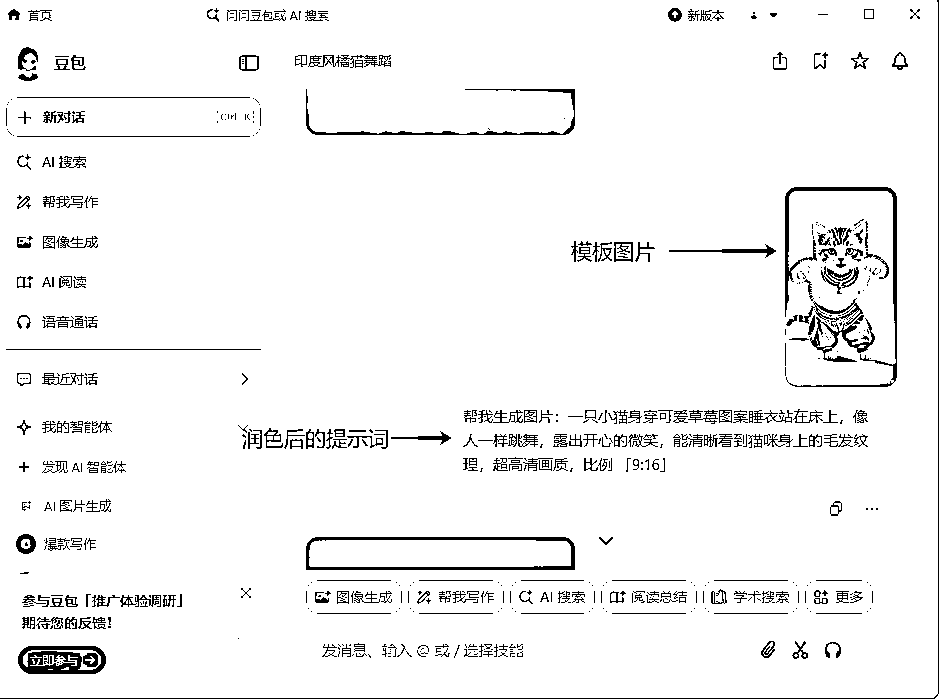 首页
问问豆包或 AI 搜索
新版本
豆包
印度风橘猫舞蹈
新对话
Ctrl K
AI 搜索
帮我写作
图像生成
AI 阅读
语音通话
最近对话
我的智能体
发现 AI 智能体
AI 图片生成
爆款写作
参与豆包「推广体验调研」
期待您的反馈！
立即参与
模板图片
润色后的提示词
帮我生成图片：一只小猫身穿可爱草莓图案睡衣站在床上，像
人一样跳舞，露出开心的微笑，能清晰看到猫咪身上的毛发纹
理，超高清画质，比例 「9:16」
图像生成
帮我写作
AI 搜索
阅读总结
学术搜索
更多
发消息、输入 @ 或 / 选择技能